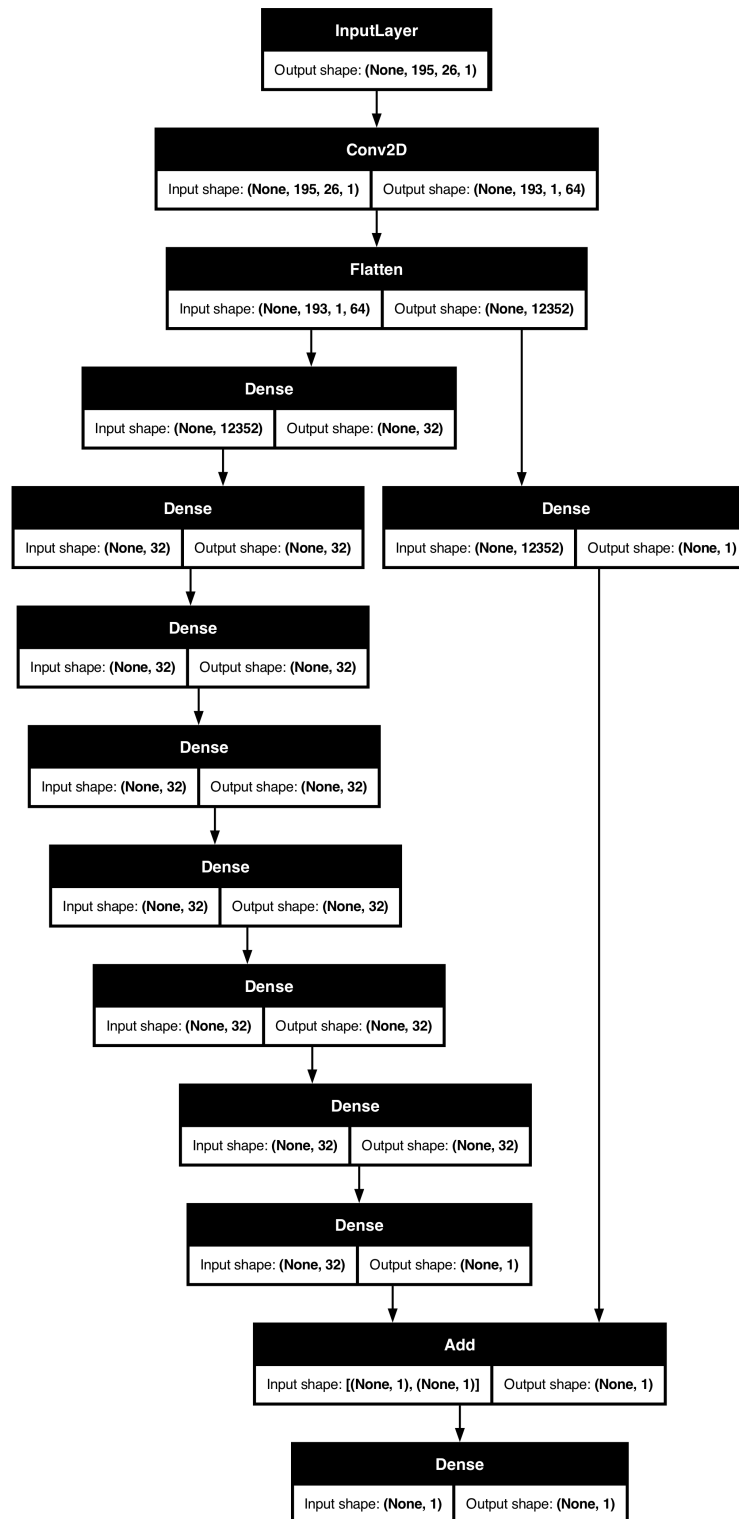 InputLayer
Output shape: (None, 195, 26, 1)
Conv2D
Input shape: (None, 195, 26, 1) Output shape: (None, 193, 1, 64)
Flatten
Input shape: (None, 193, 1, 64) Output shape: (None, 12352)
Dense
Input shape: (None, 12352) Output shape: (None, 32)
Dense Dense
Input shape: (None, 32) Output shape: (None, 32) Input shape: (None, 12352) Output shape: (None, 1)
Dense
Input shape: (None, 32) Output shape: (None, 32)
Dense
Input shape: (None, 32) Output shape: (None, 32)
Dense
Input shape: (None, 32) Output shape: (None, 32)
Dense
Input shape: (None, 32) Output shape: (None, 32)
Dense
Input shape: (None, 32) Output shape: (None, 32)
Dense
Input shape: (None, 32) Output shape: (None, 1)
Add
Input shape: [(None, 1), (None, 1)] Output shape: (None, 1)
Dense
Input shape: (None, 1) Output shape: (None, 1)